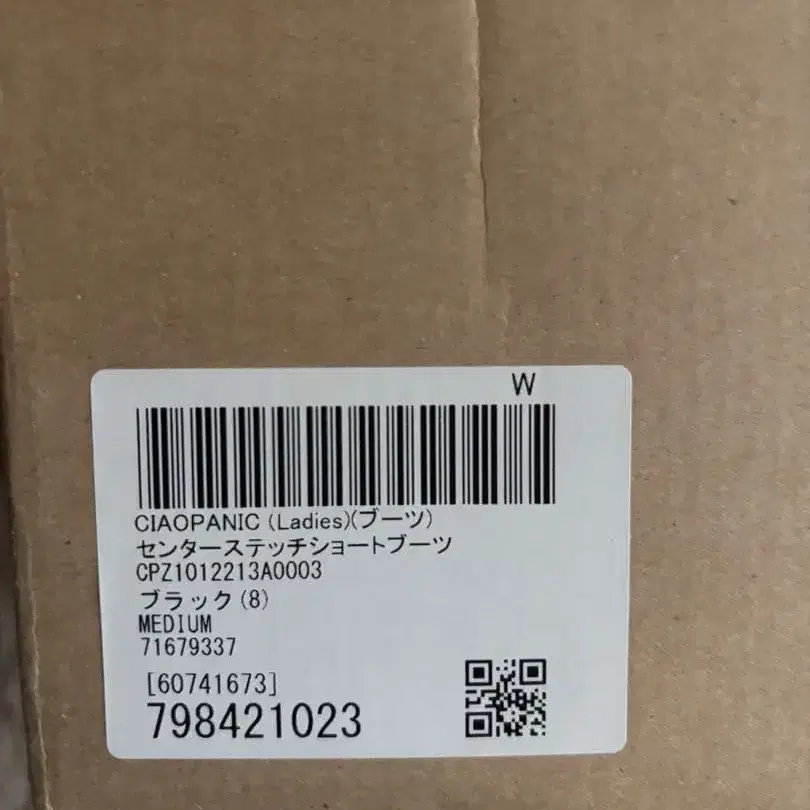 W
CIAOPANIC (Ladies)(ブーツ)
センターステッチショートブーツ
CPZ1012213A0003
ブラック(8)
MEDIUM
71679337
[60741673]
798421023